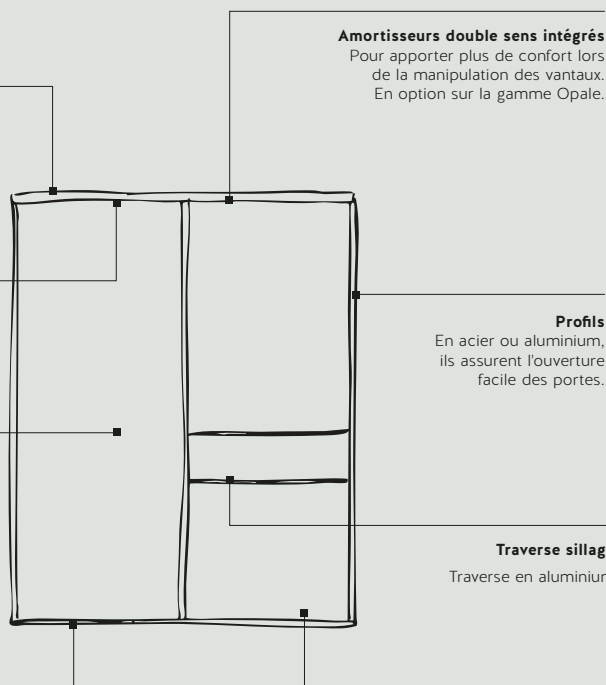 Amortisseurs double sens intégrés
Pour apporter plus de confort lors
de la manipulation des vantaux.
En option sur la gamme Opale.
Profils
En acier ou aluminium,
ils assurent l'ouverture
facile des portes.
Traverse sillag
Traverse en aluminiu